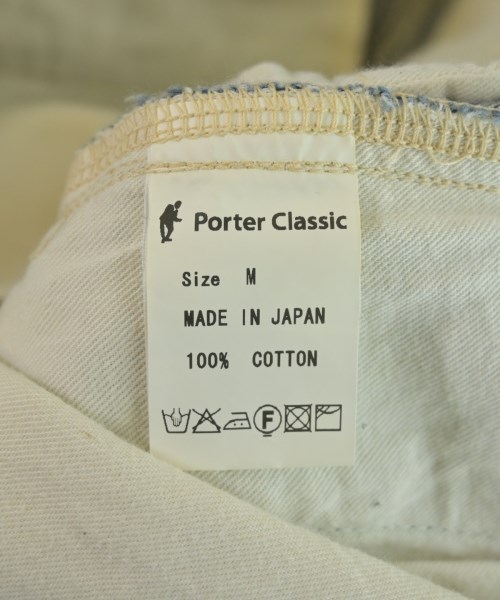 Porter Classic
Size M
MADE IN JAPAN
100% COTTON
F